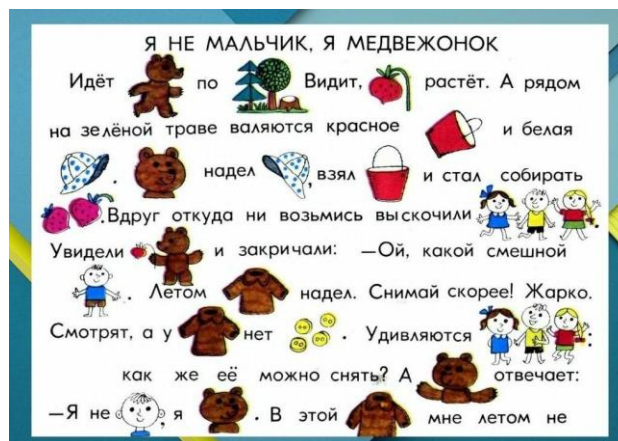 Я НЕ МАЛЬЧИК, Я МЕДВЕЖОНОК
Идёт по Видит, растёт. А рядом
на зелёной траве валяются красное и белая
. надел , взял и стал собирать
.Вдруг откуда ни возьмись выскочили
Увидели и закричали: —Ой, какой смешной
. Летом надел. Снимай скорее! Жарко.
Смотрят, а у нет . Удивляются :
как же её можно снять? А отвечает:
—Я не , я . В этой мне летом не